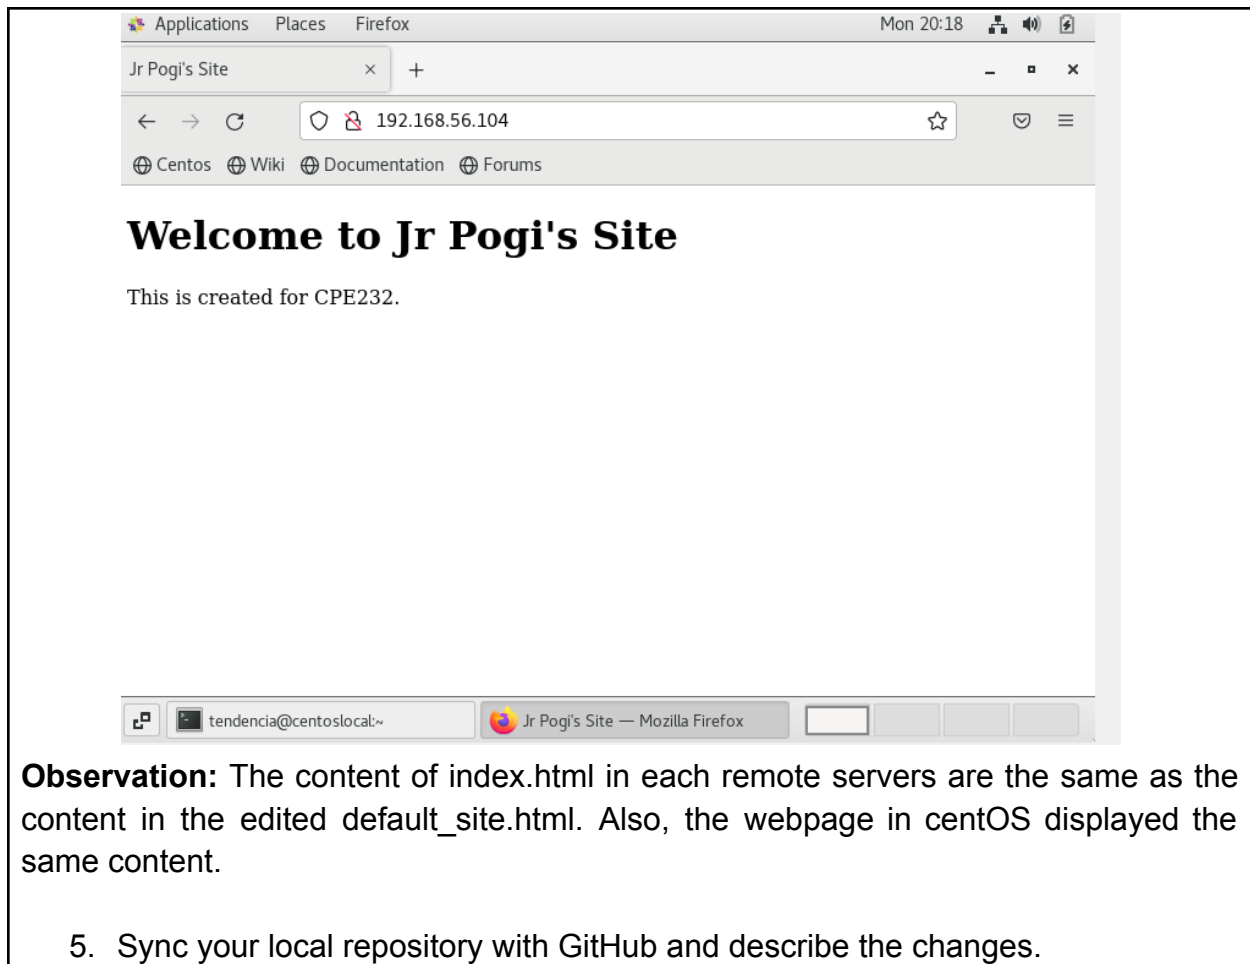 Applications Places Firefox Mon 20:18
Jr Pogi's Site
192.168.56.104
Centos Wiki Documentation Forums
Welcome to Jr Pogi's Site
This is created for CPE232.
tendencia@centoslocal:~ Jr Pogi's Site — Mozilla Firefox
Observation: The content of index.html in each remote servers are the same as the
content in the edited default_site.html. Also, the webpage in centOS displayed the
same content.
5. Sync your local repository with GitHub and describe the changes.